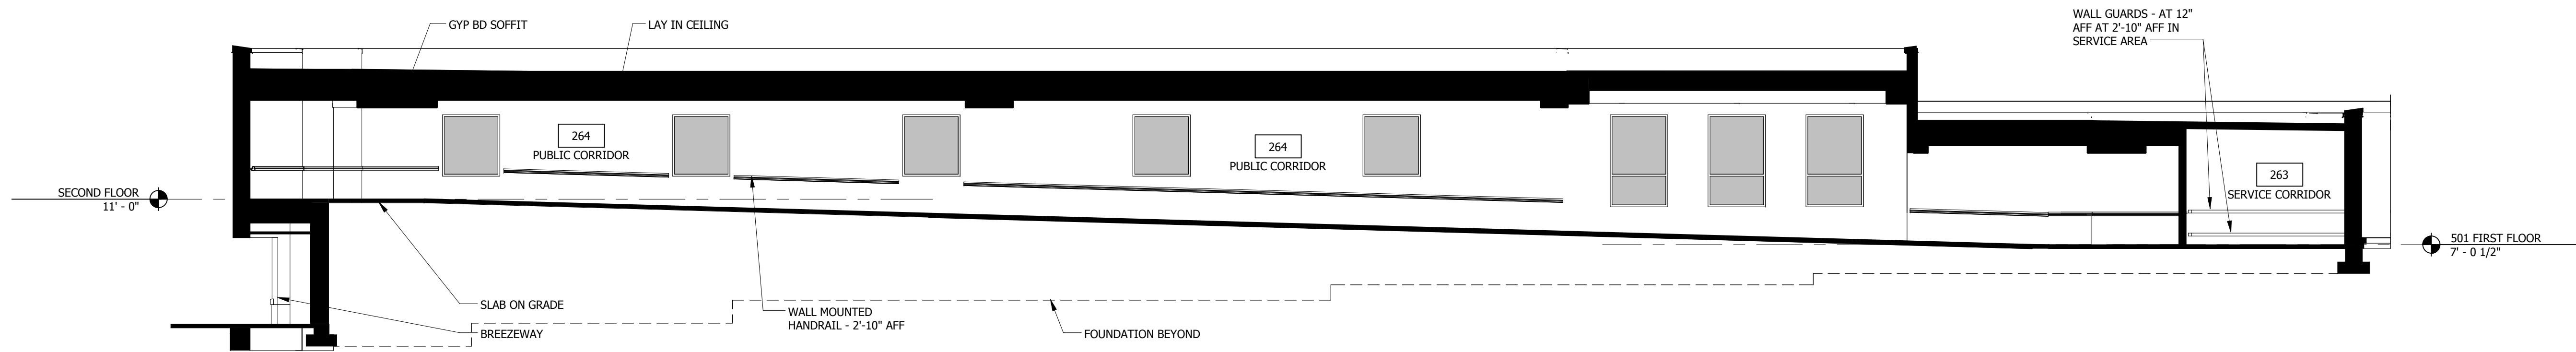 GYP BD SOFFIT
LAY IN CEILING
WALL GUARDS - AT 12"
AFF AT 2'-10" AFF IN
SERVICE AREA
264
PUBLIC CORRIDOR
264
PUBLIC CORRIDOR
263
SERVICE CORRIDOR
SECOND FLOOR
11' - 0"
501 FIRST FLOOR
7' - 0 1/2"
SLAB ON GRADE
BREEZEWAY
WALL MOUNTED
HANDRAIL - 2'-10" AFF
FOUNDATION BEYOND